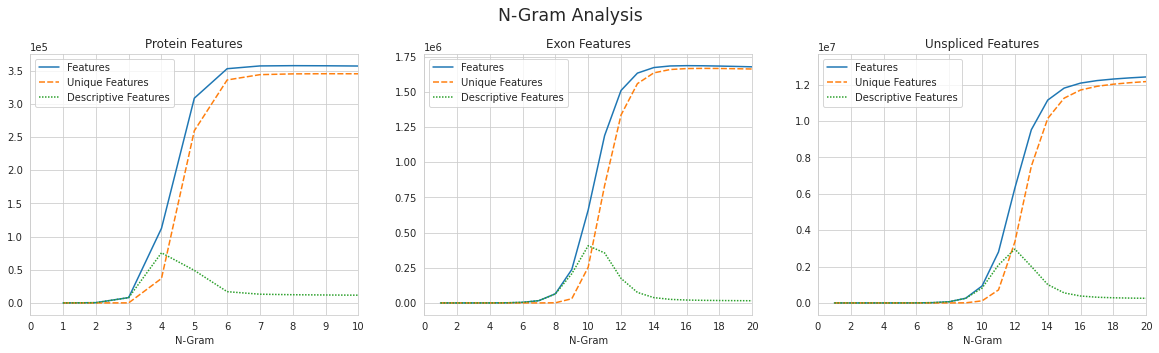 N-Gram Analysis
Protein Features
1e5
Features
Unique Features
Descriptive Features
3.5
3.0
2.5
2.0
1.5
1.0
0.5
0.0
0 1 2 3 4 5 6 7 8 9 10
N-Gram
Exon Features
1e6
Features
Unique Features
Descriptive Features
1.75
1.50
1.25
1.00
0.75
0.50
0.25
0.00
0 2 4 6 8 10 12 14 16 18 20
N-Gram
Unspliced Features
1e7
Features
Unique Features
Descriptive Features
1.2
1.0
0.8
0.6
0.4
0.2
0.0
0 2 4 6 8 10 12 14 16 18 20
N-Gram